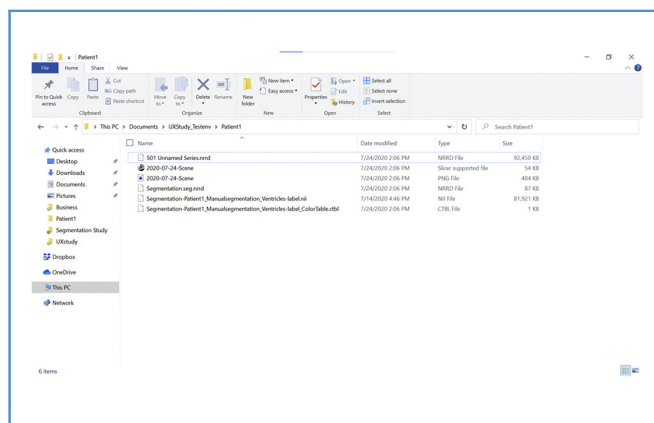 Patient1
File Home Share View
Pin to Quick access
Copy
Paste
Cut
Copy path
Paste shortcut
Clipboard
Move to
Copy to
Delete
Rename
Organize
New folder
New item
Easy access
New
Properties
Open
Edit
History
Open
Select all
Select none
Invert selection
Select
This PC > Documents > UXStudy_Testenv > Patient1
Search Patient1
Name Date modified Type Size
501 Unnamed Series.nrrd 7/24/2020 2:06 PM NRRD File 92,450 KB
2020-07-24-Scene 7/24/2020 2:06 PM Slicer supported file 54 KB
2020-07-24-Scene 7/24/2020 2:06 PM PNG File 404 KB
Segmentation.seg.nrrd 7/24/2020 2:06 PM NRRD File 87 KB
Segmentation-Patient1_Manualsegmentation_Ventricles-label.nii 7/14/2020 4:46 PM NII File 81,921 KB
Segmentation-Patient1_Manualsegmentation_Ventricles-label_ColorTable.ctbl 7/24/2020 2:06 PM CTBL File 1 KB
Quick access
Desktop
Downloads
Documents
Pictures
Business
Patient1
Segmentation Study
UXstudy
Dropbox
OneDrive
This PC
Network
6 items